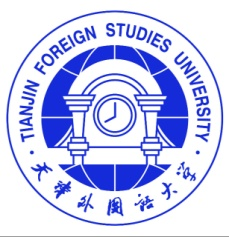 TIANJIN FOREIGN STUDIES UNIVERSITY
天津外国语大学